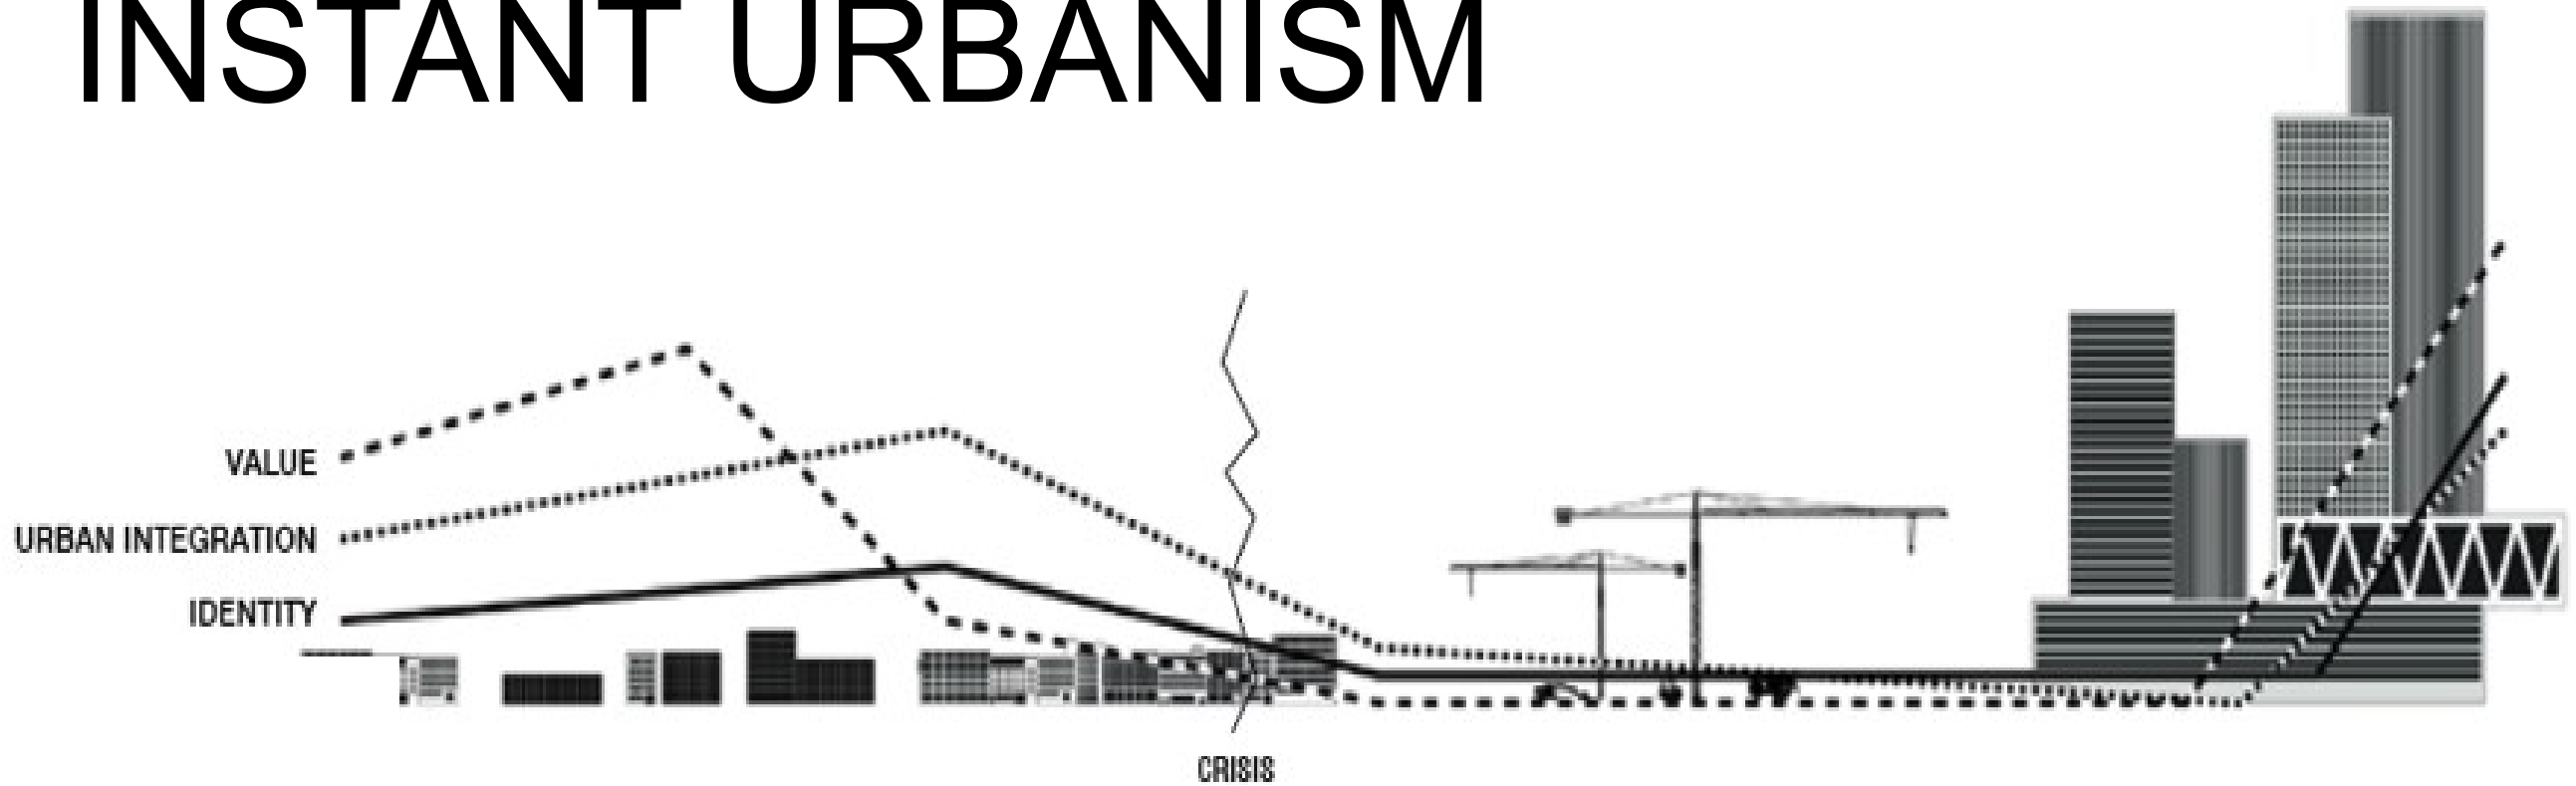 INSTANT URBANISM
VALUE
URBAN INTEGRATION
IDENTITY
CRISIS